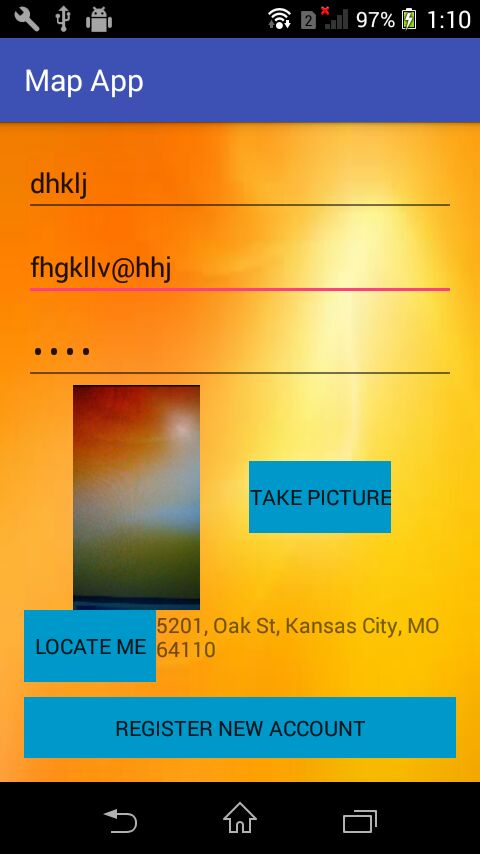 2 97% 1:10
Map App
dhklj
fhgkllv@hhj
••••
TAKE PICTURE
LOCATE ME
5201, Oak St, Kansas City, MO
64110
REGISTER NEW ACCOUNT